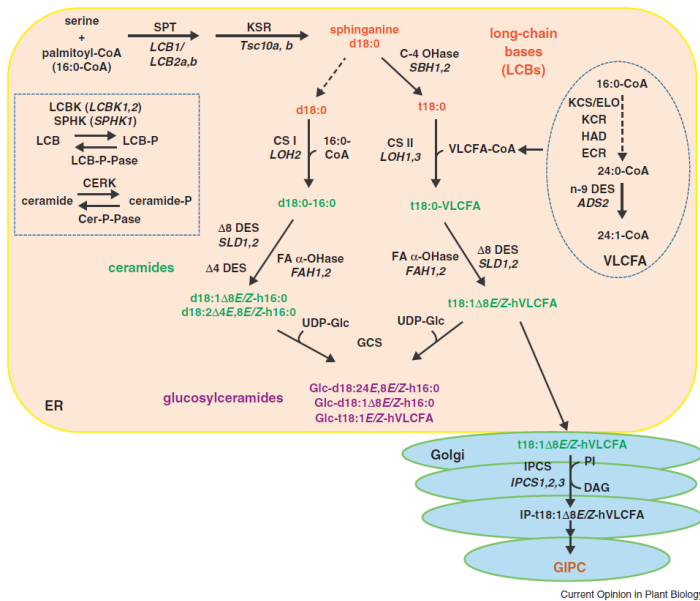 serine
+
palmitoyl-CoA
(16:0-CoA)
SPT
LCB1/
LCB2a,b
KSR
Tsc10a, b
sphinganine
d18:0
C-4 OHase
SBH1,2
long-chain
bases
(LCBs)
LCBK (LCBK1,2)
SPHK (SPHK1)
LCB
LCB-P
LCB-P-Pase
CERK
ceramide
ceramide-P
Cer-P-Pase
d18:0
t18:0
CS I
LOH2
16:0-
CoA
CS II
LOH1,3
VLCFA-CoA
16:0-CoA
KCS/ELO
KCR
HAD
ECR
24:0-CoA
n-9 DES
ADS2
24:1-CoA
VLCFA
d18:0-16:0
t18:0-VLCFA
Δ8 DES
SLD1,2
Δ4 DES
FA α-OHase
FAH1,2
FA α-OHase
FAH1,2
Δ8 DES
SLD1,2
ceramides
d18:1Δ8E/Z-h16:0
d18:2Δ4E,8E/Z-h16:0
t18:1Δ8E/Z-hVLCFA
UDP-Glc
GCS
UDP-Glc
glucosylceramides
Glc-d18:24E,8E/Z-h16:0
Glc-d18:1Δ8E/Z-h16:0
Glc-t18:1E/Z-hVLCFA
ER
Golgi
t18:1Δ8E/Z-hVLCFA
IPCS
IPCS1,2,3
PI
DAG
IP-t18:1Δ8E/Z-hVLCFA
GIPC
Current Opinion in Plant Biology